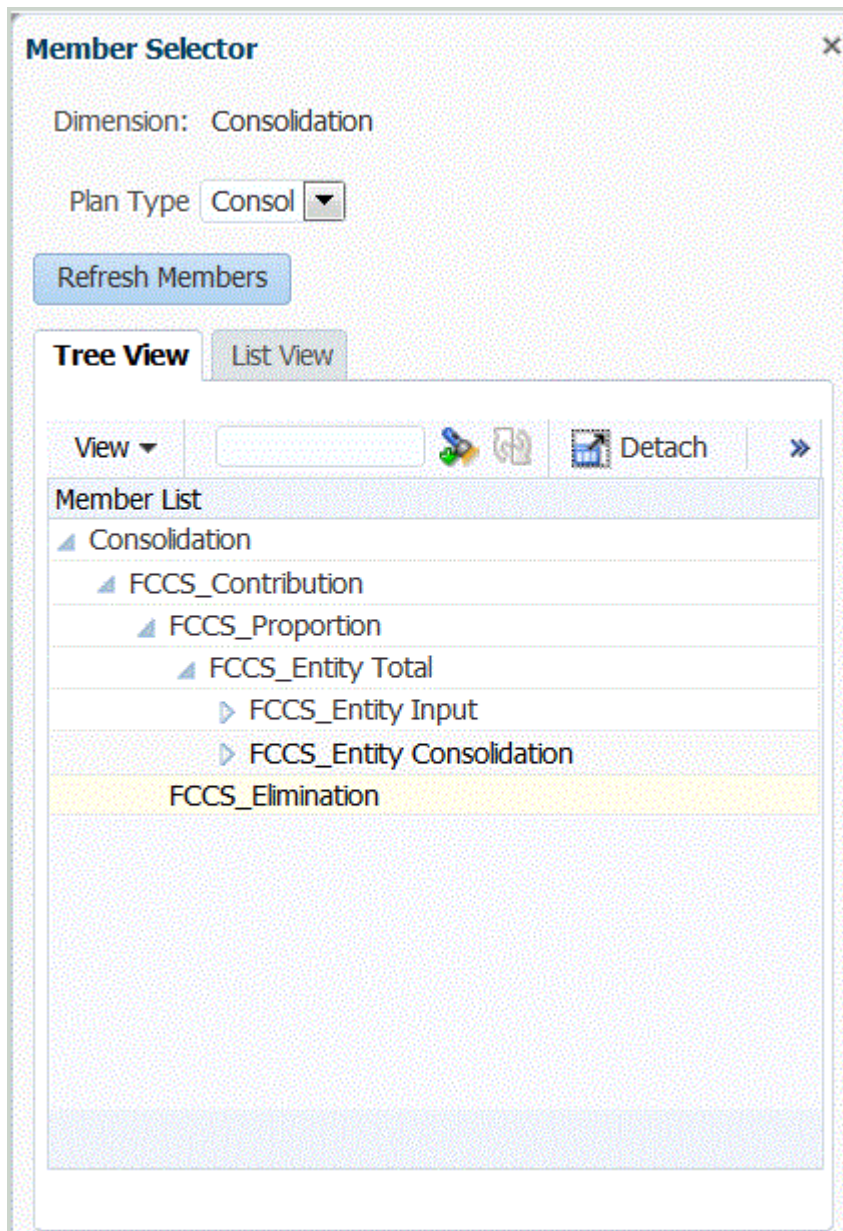 Member Selector
Dimension: Consolidation
Plan Type Consol
Refresh Members
Tree View List View
View Detach
Member List
Consolidation
FCCS_Contribution
FCCS_Proportion
FCCS_Entity Total
FCCS_Entity Input
FCCS_Entity Consolidation
FCCS_Elimination